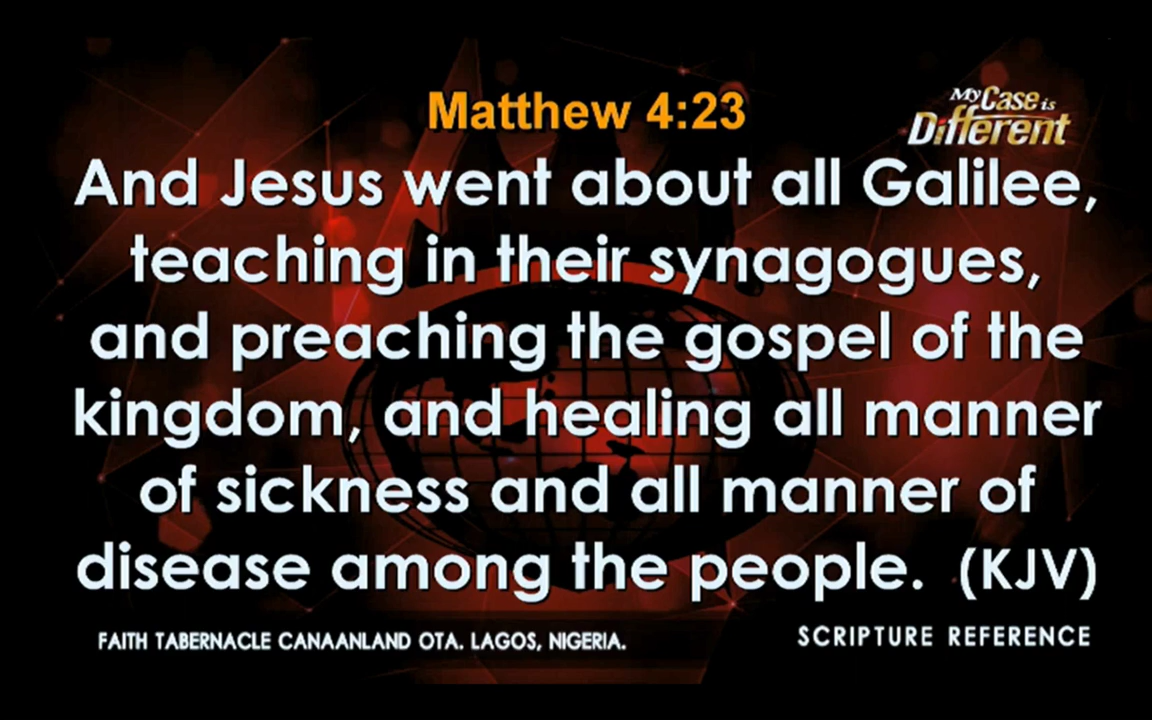 Matthew 4:23
My Case is
Different
And Jesus went about all Galilee,
teaching in their synagogues,
and preaching the gospel of the
kingdom, and healing all manner
of sickness and all manner of
disease among the people. (KJV)
FAITH TABERNACLE CANAANLAND OTA. LAGOS, NIGERIA.
SCRIPTURE REFERENCE